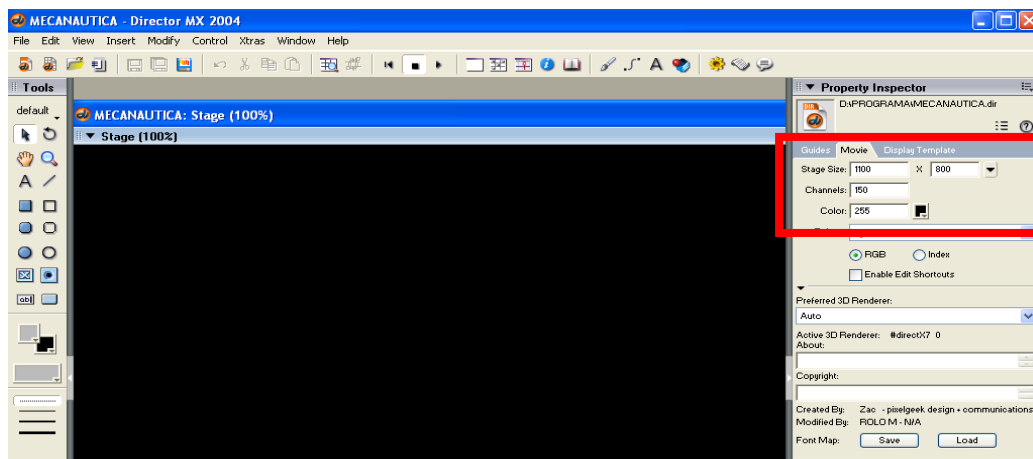 MECANAUTICA - Director MX 2004
File Edit View Insert Modify Control Xtras Window Help
Tools
default
MECANAUTICA: Stage (100%)
Stage (100%)
Property Inspector
D:\PROGRAMA\MECANAUTICA.dir
Guides Movie Display Template
Stage Size: 1100 X 800
Channels: 150
Color: 255
RGB Index
Enable Edit Shortcuts
Preferred 3D Renderer:
Auto
Active 3D Renderer: #directX7_0
About:
Copyright:
Created By: Zac - pixelgeek design + communications
Modified By: ROLO M - N/A
Font Map: Save Load